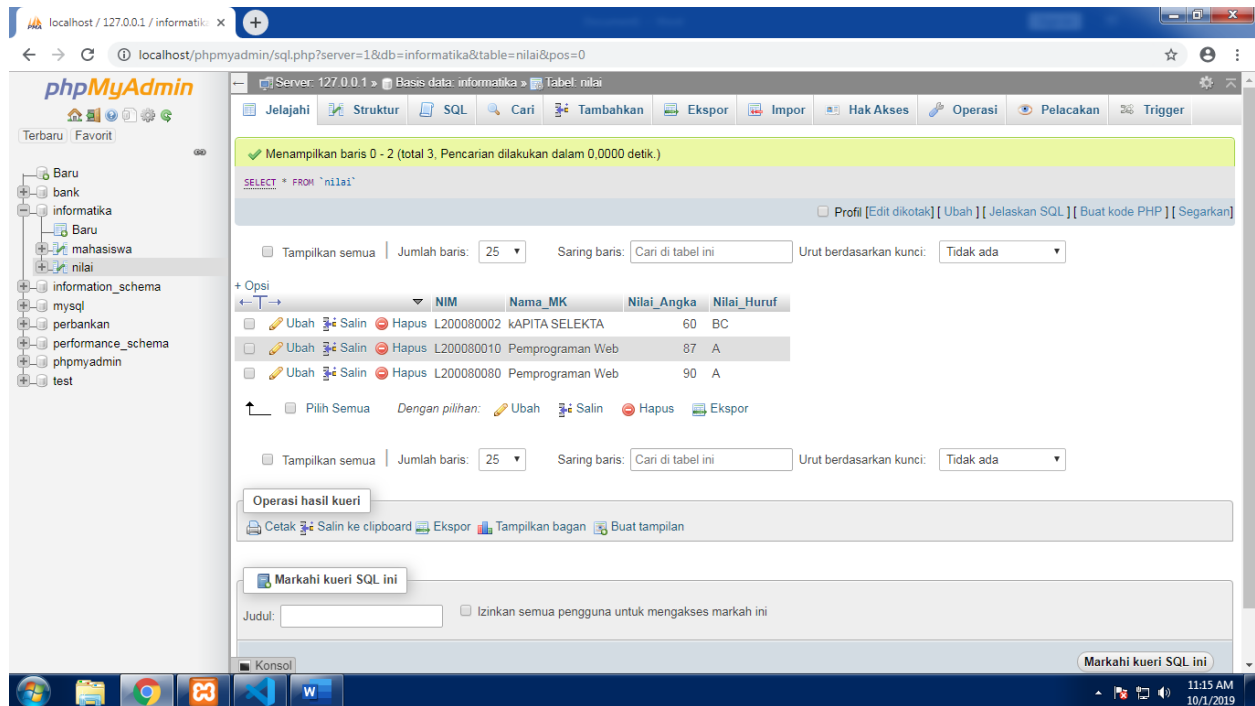 localhost / 127.0.0.1 / informatik
localhost/phpmyadmin/sql.php?server=1&db=informatika&table=nilai&pos=0
phpMyAdmin
Terbaru Favorit
Baru
bank
informatika
Baru
mahasiswa
nilai
information_schema
mysql
perbankan
performance_schema
phpmyadmin
test
Server: 127.0.0.1 » Basis data: informatika » Tabel: nilai
Jelajahi Struktur SQL Cari Tambahkan Ekspor Impor Hak Akses Operasi Pelacakan Trigger
Menampilkan baris 0 - 2 (total 3, Pencarian dilakukan dalam 0,0000 detik.)
SELECT * FROM `nilai`
Profil [Edit dikotak] [ Ubah ] [ Jelaskan SQL ] [ Buat kode PHP ] [ Segarkan]
Tampilkan semua | Jumlah baris: 25 Saring baris: Cari di tabel ini Urut berdasarkan kunci: Tidak ada
+ Opsi
←T→ NIM Nama_MK Nilai_Angka Nilai_Huruf
Ubah Salin Hapus L200080002 kAPITA SELEKTA 60 BC
Ubah Salin Hapus L200080010 Pemprograman Web 87 A
Ubah Salin Hapus L200080080 Pemprograman Web 90 A
Pilih Semua Dengan pilihan: Ubah Salin Hapus Ekspor
Tampilkan semua | Jumlah baris: 25 Saring baris: Cari di tabel ini Urut berdasarkan kunci: Tidak ada
Operasi hasil kueri
Cetak Salin ke clipboard Ekspor Tampilkan bagan Buat tampilan
Markahi kueri SQL ini
Judul: Izinkan semua pengguna untuk mengakses markah ini
Konsol
Markahi kueri SQL ini
11:15 AM
10/1/2019